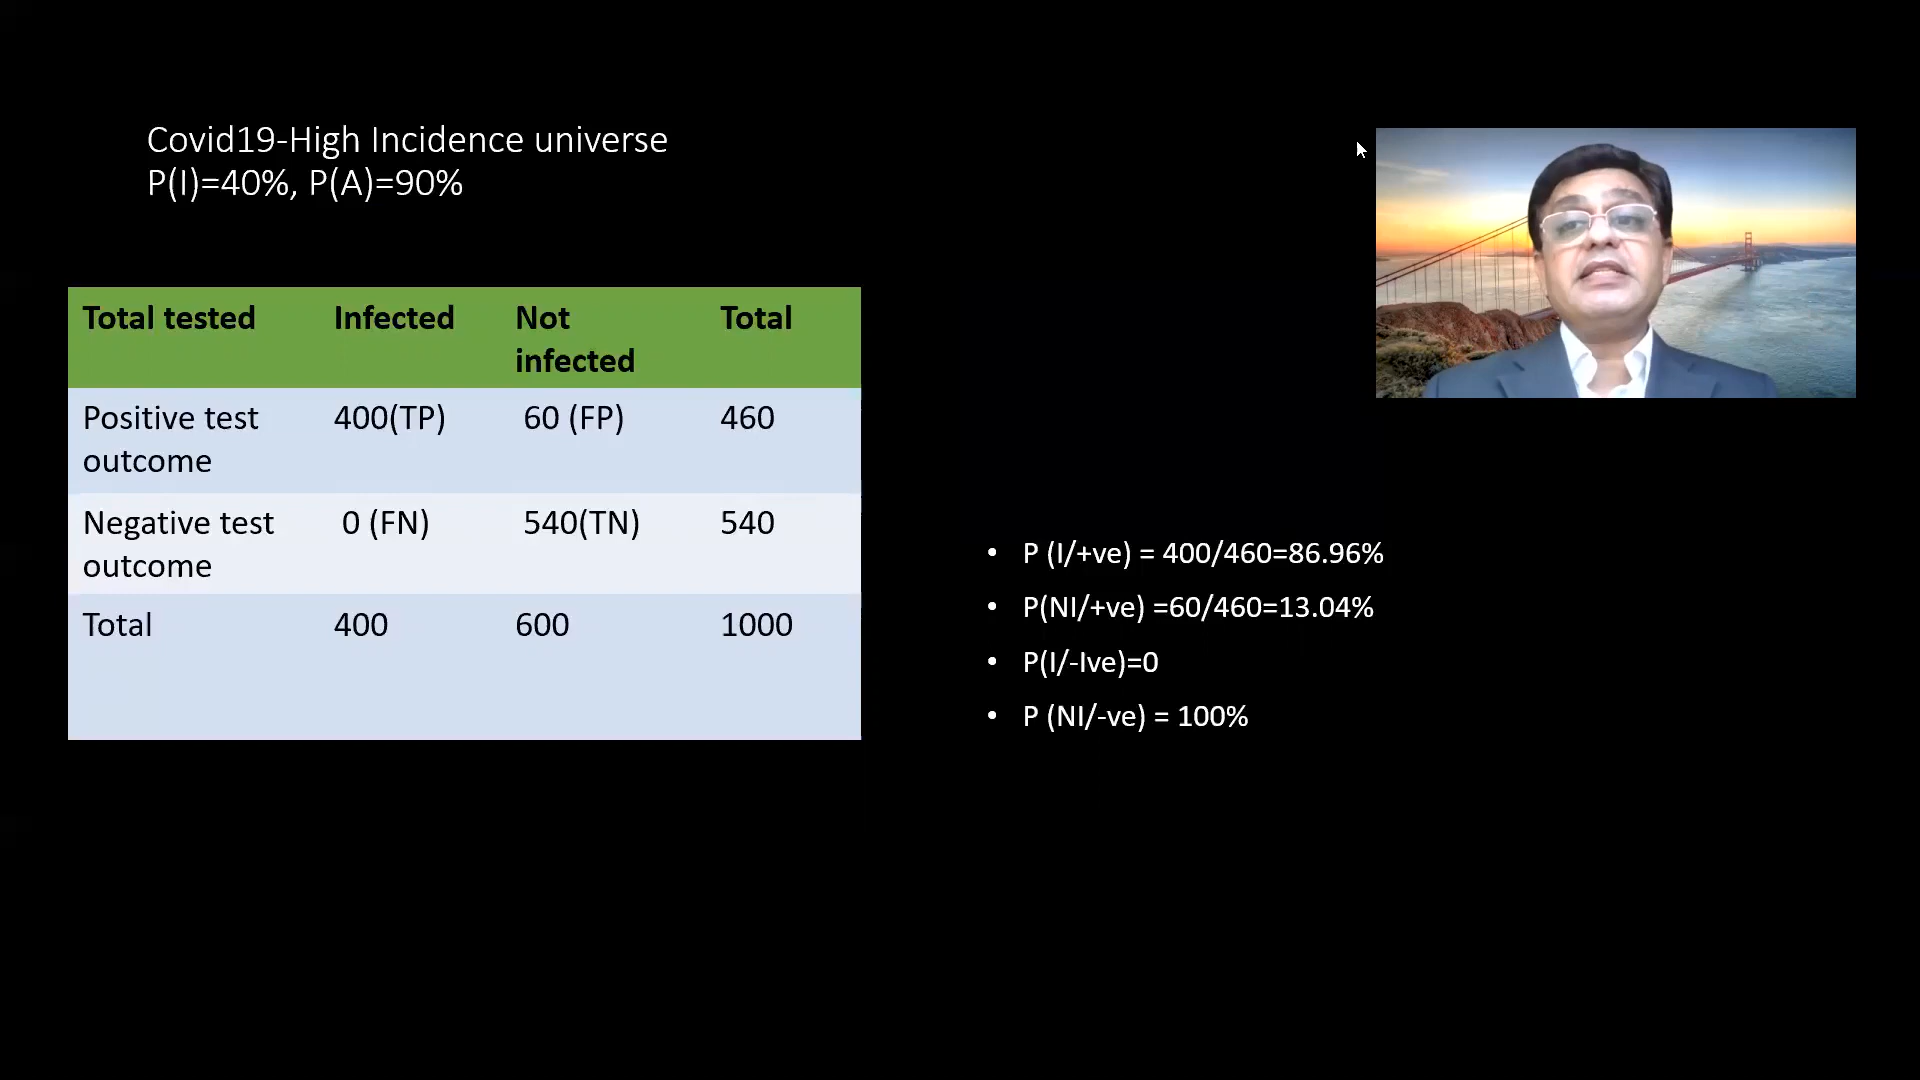 Covid19-High Incidence universe
P(I)=40%, P(A)=90%
Total tested Infected Not infected Total
Positive test outcome 400(TP) 60 (FP) 460
Negative test outcome 0 (FN) 540(TN) 540
Total 400 600 1000
• P (I/+ve) = 400/460=86.96%
• P(NI/+ve) =60/460=13.04%
• P(I/-Ive)=0
• P (NI/-ve) = 100%